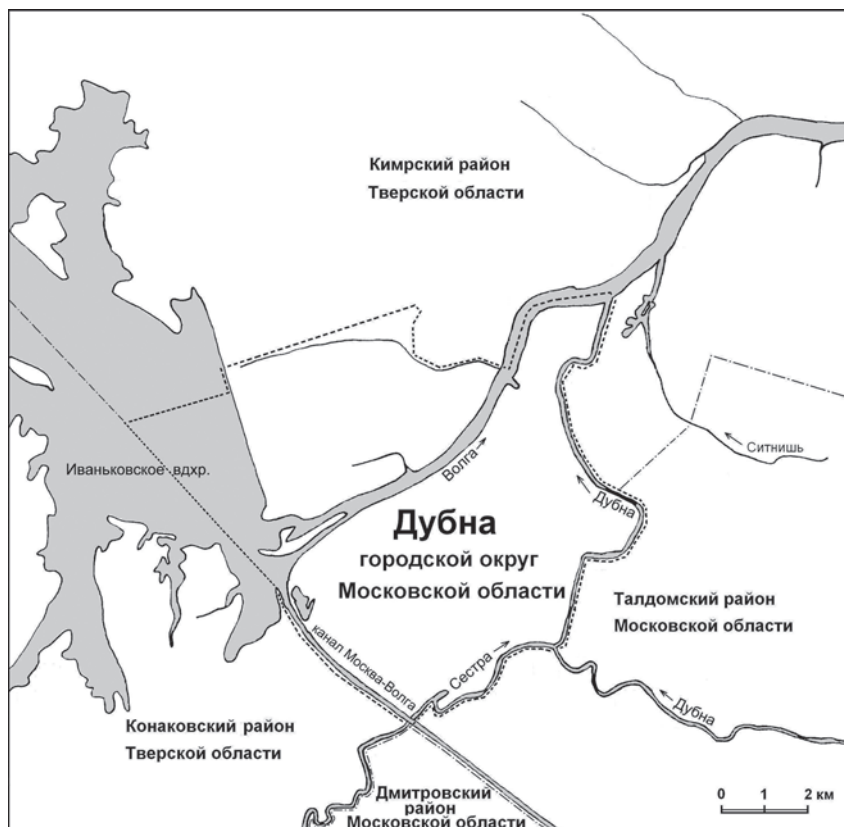 Кимрский район
Тверской области
Иваньковское вдхр.
Волга→
← Ситнишь
← Дубна
Дубна
городской округ
Московской области
Талдомский район
Московской области
канал Москва-Волга
Сестра →
← Дубна
Конаковский район
Тверской области
Дмитровский
район
Московской области
0 1 2 км